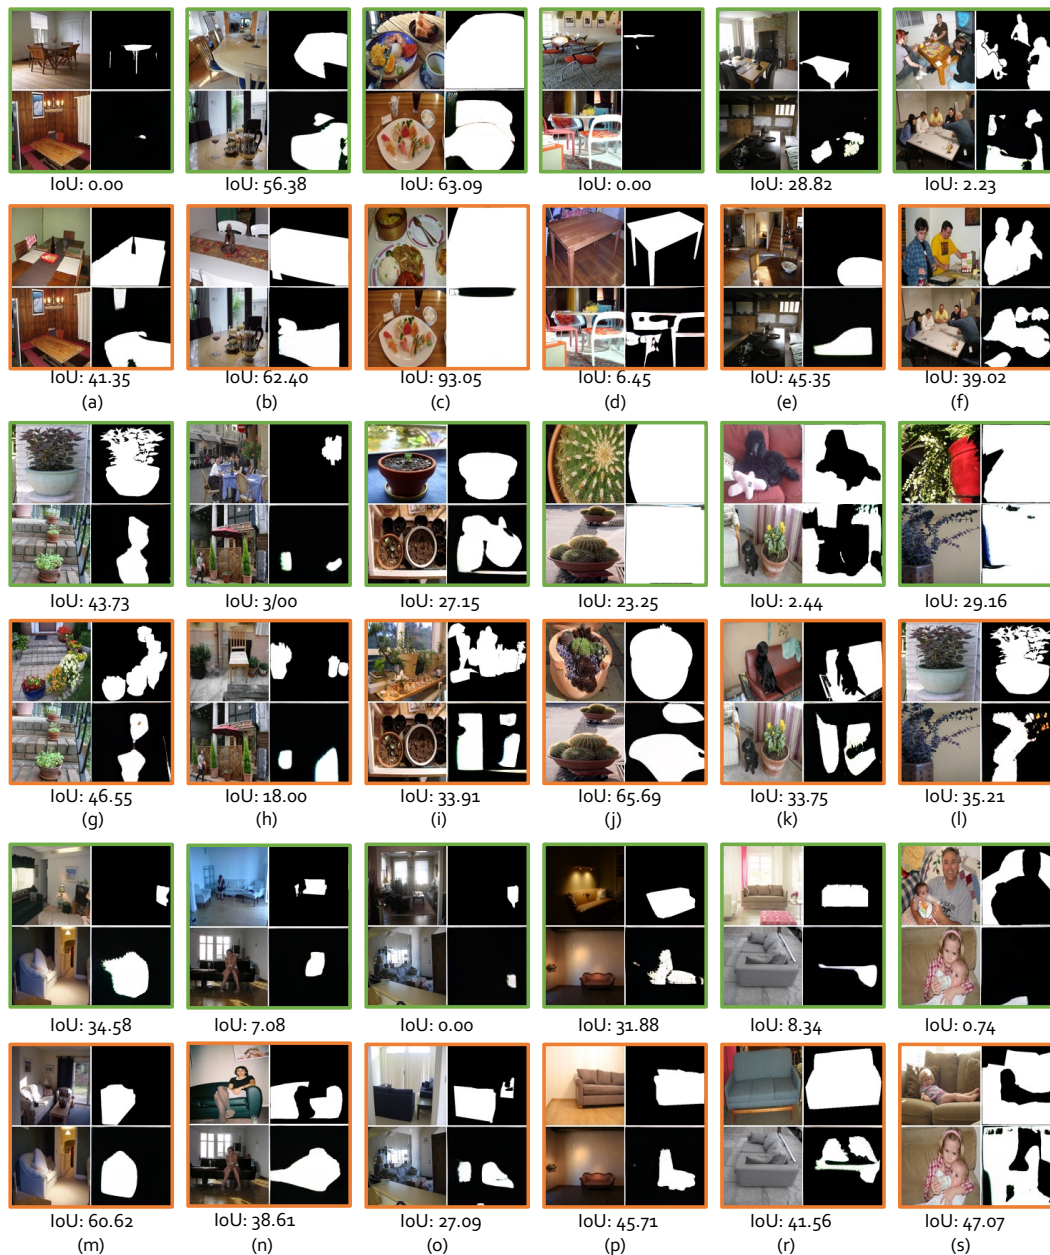 IoU: 0.00 IoU: 56.38 IoU: 63.09 IoU: 0.00 IoU: 28.82 IoU: 2.23
IoU: 41.35 IoU: 62.40 IoU: 93.05 IoU: 6.45 IoU: 45.35 IoU: 39.02
(a) (b) (c) (d) (e) (f)
IoU: 43.73 IoU: 3/00 IoU: 27.15 IoU: 23.25 IoU: 2.44 IoU: 29.16
IoU: 46.55 IoU: 18.00 IoU: 33.91 IoU: 65.69 IoU: 33.75 IoU: 35.21
(g) (h) (i) (j) (k) (l)
IoU: 34.58 IoU: 7.08 IoU: 0.00 IoU: 31.88 IoU: 8.34 IoU: 0.74
IoU: 60.62 IoU: 38.61 IoU: 27.09 IoU: 45.71 IoU: 41.56 IoU: 47.07
(m) (n) (o) (p) (r) (s)